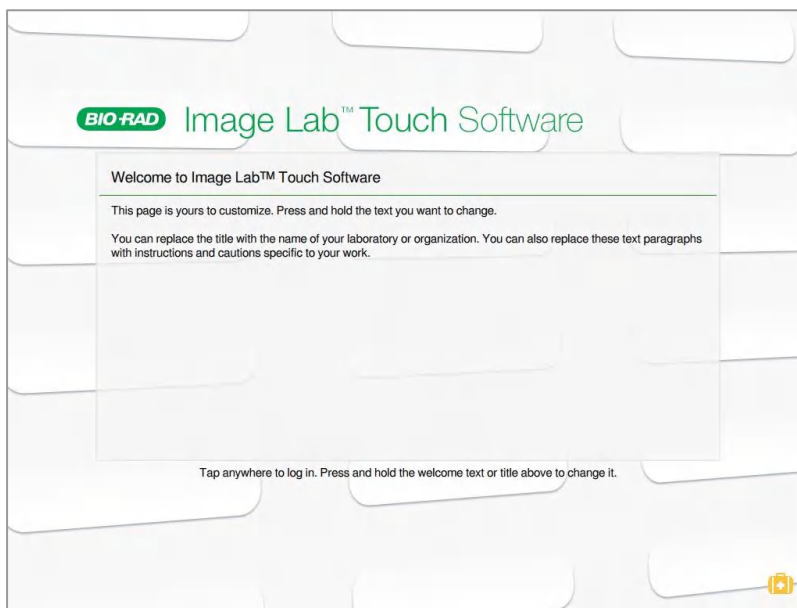 BIO-RAD Image Lab™ Touch Software
Welcome to Image Lab™ Touch Software
This page is yours to customize. Press and hold the text you want to change.
You can replace the title with the name of your laboratory or organization. You can also replace these text paragraphs
with instructions and cautions specific to your work.
Tap anywhere to log in. Press and hold the welcome text or title above to change it.